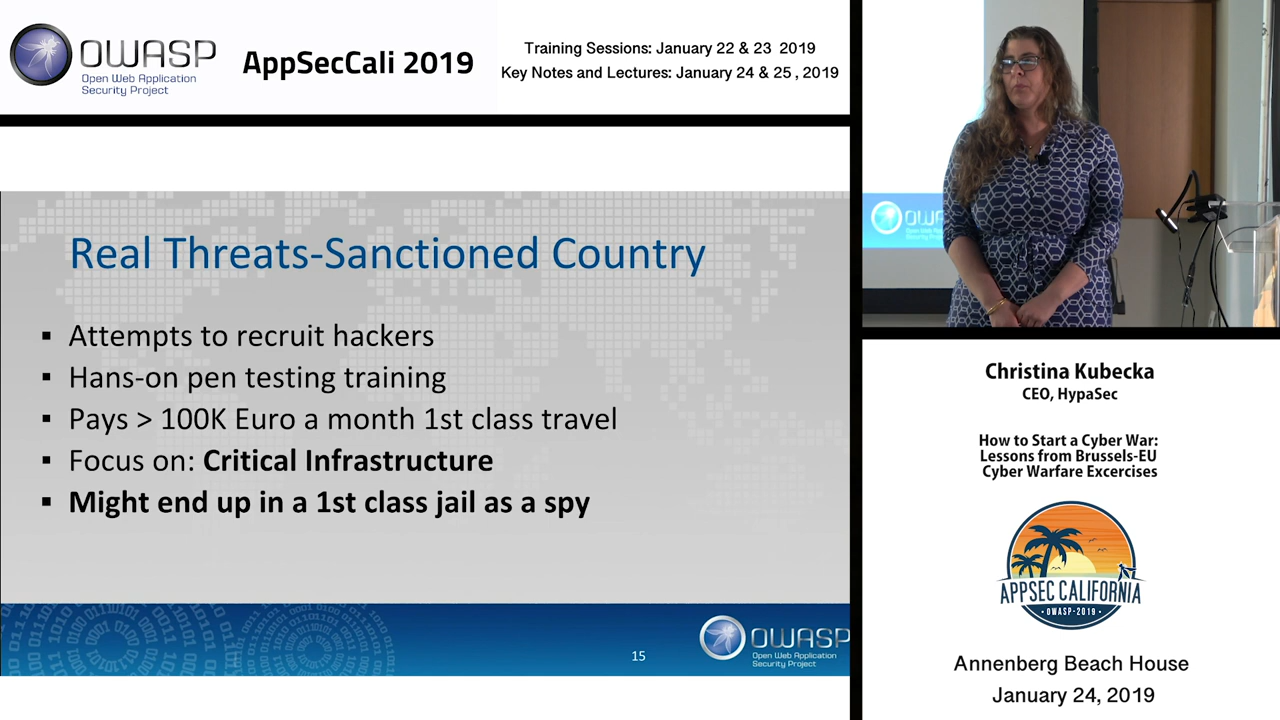 OWASP
Open Web Application
Security Project
AppSecCali 2019
Training Sessions: January 22 & 23 2019
Key Notes and Lectures: January 24 & 25 , 2019
Real Threats-Sanctioned Country
▪ Attempts to recruit hackers
▪ Hans-on pen testing training
▪ Pays > 100K Euro a month 1st class travel
▪ Focus on: Critical Infrastructure
▪ Might end up in a 1st class jail as a spy
15
OWASP
Open Web Application
Security Project
OWAS
Christina Kubecka
CEO, HypaSec
How to Start a Cyber War:
Lessons from Brussels-EU
Cyber Warfare Excercises
APPSEC CALIFORNIA
OWASP-2019
Annenberg Beach House
January 24, 2019